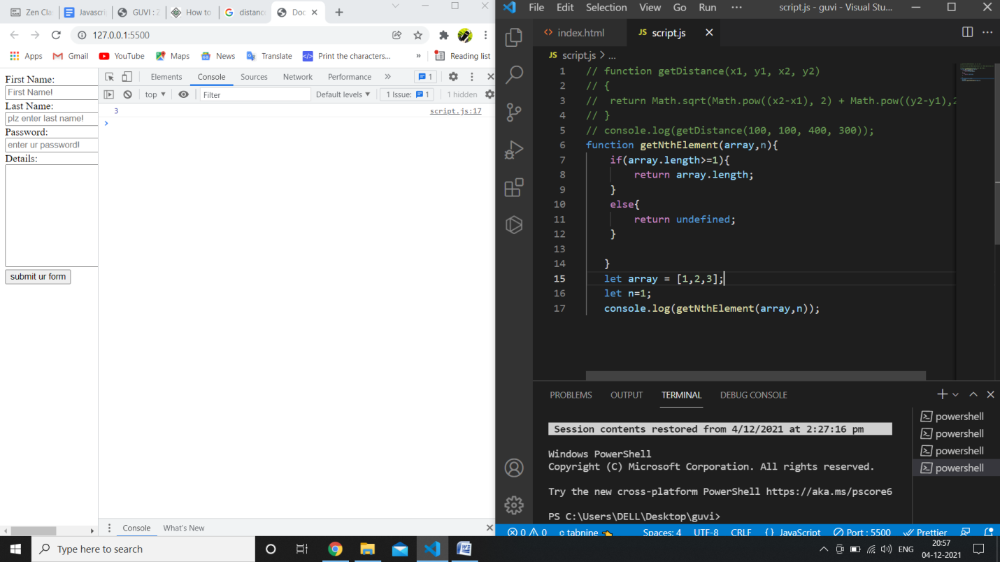 Zen Cla
Javascri
GUVI : Z
How to
distanc
Doc
127.0.0.1:5500
Apps
Gmail
YouTube
Maps
News
Translate
Print the characters...
»
Reading list
First Name:
First Name!
Last Name:
plz enter last name!
Password:
enter ur password!
Details:
submit ur form
Elements
Console
Sources
Network
Performance
»
1
top ▼
Filter
Default levels ▼
1 Issue: 1
1 hidden
3
script.js:17
Console
What's New
File
Edit
Selection
View
Go
Run
···
script.js - guvi - Visual Stu...
index.html
JS script.js
JS script.js > ...
1 // function getDistance(x1, y1, x2, y2)
2 // {
3 //  return Math.sqrt(Math.pow((x2-x1), 2) + Math.pow((y2-y1),2
4 // }
5 // console.log(getDistance(100, 100, 400, 300));
6 function getNthElement(array,n){
7 if(array.length>=1){
8 return array.length;
9 }
10 else{
11 return undefined;
12 }
13
14 }
15 let array = [1,2,3];
16 let n=1;
17 console.log(getNthElement(array,n));
PROBLEMS
OUTPUT
TERMINAL
DEBUG CONSOLE
Session contents restored from 4/12/2021 at 2:27:16 pm
Windows PowerShell
Copyright (C) Microsoft Corporation. All rights reserved.
Try the new cross-platform PowerShell https://aka.ms/pscore6
PS C:\Users\DELL\Desktop\guvi>
powershell
powershell
powershell
powershell
0
0
tabnine
Spaces: 4
UTF-8
CRLF
{ } JavaScript
Port : 5500
Prettier
Type here to search
ENG
20:57
04-12-2021